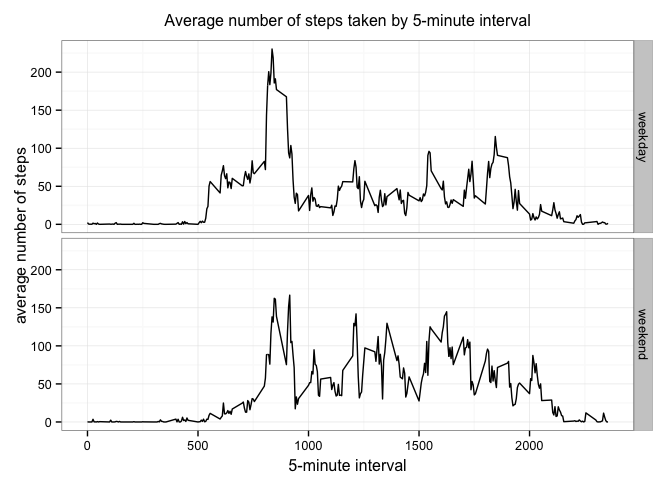 Average number of steps taken by 5-minute interval
average number of steps
200
150
100
50
0
weekday
200
150
100
50
0
weekend
0 500 1000 1500 2000
5-minute interval